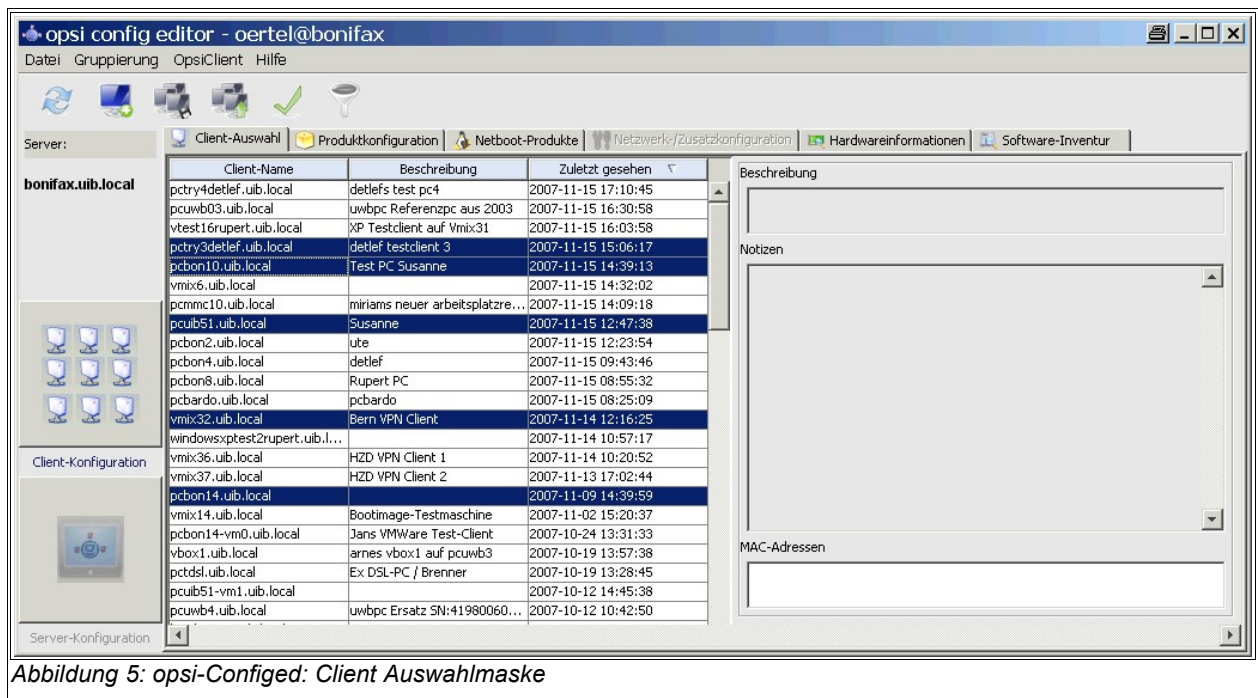 opsi config editor - oertel@bonifax
Datei Gruppierung OpsiClient Hilfe
Server:
bonifax.uib.local
Client-Konfiguration
Server-Konfiguration
Client-Auswahl Produktkonfiguration Netboot-Produkte Netzwerk-/Zusatzkonfiguration Hardwareinformationen Software-Inventur
Client-Name Beschreibung Zuletzt gesehen
pctry4detlef.uib.local detlefs test pc4 2007-11-15 17:10:45
pcuwb03.uib.local uwbpc Referenzpc aus 2003 2007-11-15 16:30:58
vtest16rupert.uib.local XP Testclient auf Vmix31 2007-11-15 16:03:58
pctry3detlef.uib.local detlef testclient 3 2007-11-15 15:06:17
pcbon10.uib.local Test PC Susanne 2007-11-15 14:39:13
vmix6.uib.local 2007-11-15 14:32:02
pcmmc10.uib.local miriams neuer arbeitsplatzre... 2007-11-15 14:09:18
pcuib51.uib.local Susanne 2007-11-15 12:47:38
pcbon2.uib.local ute 2007-11-15 12:23:54
pcbon4.uib.local detlef 2007-11-15 09:43:46
pcbon8.uib.local Rupert PC 2007-11-15 08:55:32
pcbardo.uib.local pcbardo 2007-11-15 08:25:09
vmix32.uib.local Bern VPN Client 2007-11-14 12:16:25
windowsxptest2rupert.uib.l... 2007-11-14 10:57:17
vmix36.uib.local HZD VPN Client 1 2007-11-14 10:20:52
vmix37.uib.local HZD VPN Client 2 2007-11-13 17:02:44
pcbon14.uib.local 2007-11-09 14:39:59
vmix14.uib.local Bootimage-Testmaschine 2007-11-02 15:20:37
pcbon14-vm0.uib.local Jans VMWare Test-Client 2007-10-24 13:31:33
vbox1.uib.local arnes vbox1 auf pcuwb3 2007-10-19 13:57:38
pctdsl.uib.local Ex DSL-PC / Brenner 2007-10-19 13:28:45
pcuib51-vm1.uib.local 2007-10-12 14:45:38
pcuwb4.uib.local uwbpc Ersatz SN:41980060... 2007-10-12 10:42:50
Beschreibung
Notizen
MAC-Adressen
Abbildung 5: opsi-Configed: Client Auswahlmaske